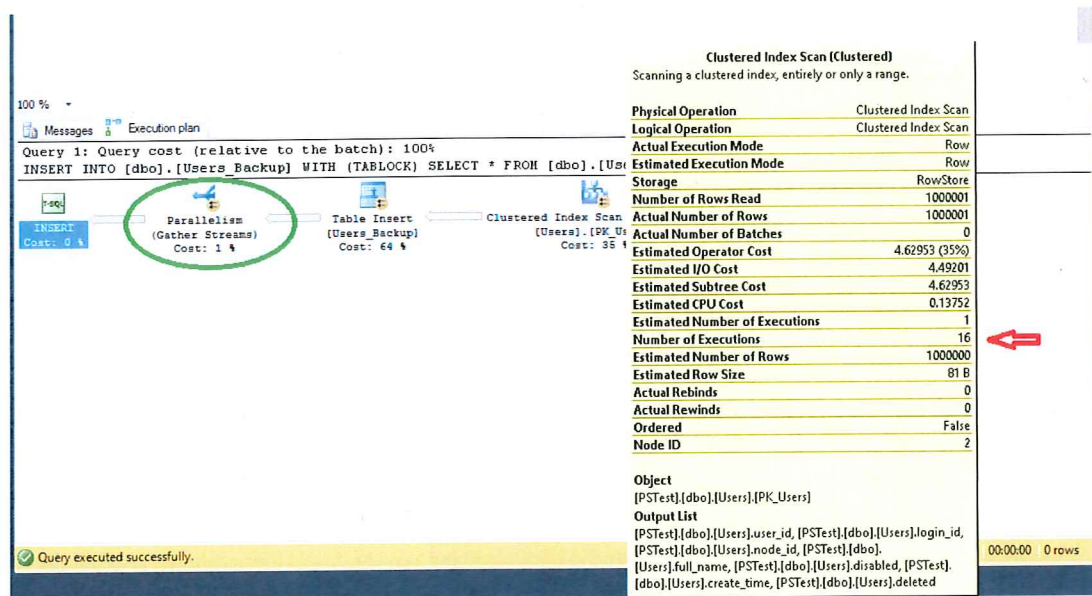 100 %
Messages Execution plan
Query 1: Query cost (relative to the batch): 100%
INSERT INTO [dbo].[Users_Backup] WITH (TABLOCK) SELECT * FROM [dbo].[Use
T-SQL
INSERT
Cost: 0 %
Parallelism
(Gather Streams)
Cost: 1 %
Table Insert
[Users_Backup]
Cost: 64 %
Clustered Index Scan
[Users].[PK_Us
Cost: 35 %
Clustered Index Scan (Clustered)
Scanning a clustered index, entirely or only a range.
Physical Operation Clustered Index Scan
Logical Operation Clustered Index Scan
Actual Execution Mode Row
Estimated Execution Mode Row
Storage RowStore
Number of Rows Read 1000001
Actual Number of Rows 1000001
Actual Number of Batches 0
Estimated Operator Cost 4.62953 (35%)
Estimated I/O Cost 4.49201
Estimated Subtree Cost 4.62953
Estimated CPU Cost 0.13752
Estimated Number of Executions 1
Number of Executions 16
Estimated Number of Rows 1000000
Estimated Row Size 81 B
Actual Rebinds 0
Actual Rewinds 0
Ordered False
Node ID 2
Object
[PSTest].[dbo].[Users].[PK_Users]
Output List
[PSTest].[dbo].[Users].user_id, [PSTest].[dbo].[Users].login_id,
[PSTest].[dbo].[Users].node_id, [PSTest].[dbo].
[Users].full_name, [PSTest].[dbo].[Users].disabled, [PSTest].
[dbo].[Users].create_time, [PSTest].[dbo].[Users].deleted
Query executed successfully.
00:00:00 0 rows